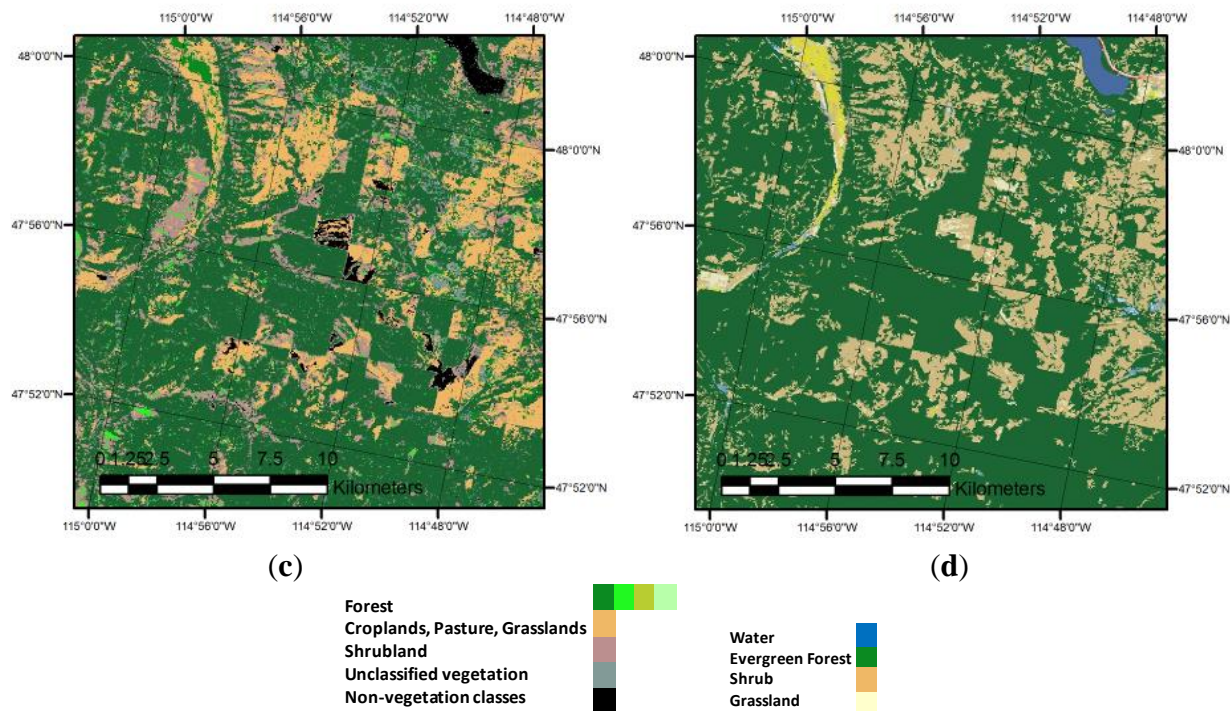 115°0'0"W 114°56'0"W 114°52'0"W 114°48'0"W
48°0'0"N
48°0'0"N
47°56'0"N
47°56'0"N
47°52'0"N
47°52'0"N
0 1.25 2.5 5 7.5 10
Kilometers
115°0'0"W 114°56'0"W 114°52'0"W 114°48'0"W
(c)
115°0'0"W 114°56'0"W 114°52'0"W 114°48'0"W
48°0'0"N
48°0'0"N
47°56'0"N
47°56'0"N
47°52'0"N
47°52'0"N
0 1.25 2.5 5 7.5 10
Kilometers
115°0'0"W 114°56'0"W 114°52'0"W 114°48'0"W
(d)
Forest
Croplands, Pasture, Grasslands
Shrubland
Unclassified vegetation
Non-vegetation classes
Water
Evergreen Forest
Shrub
Grassland